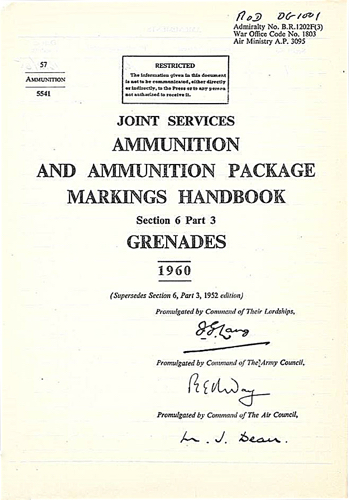 R of D DG-1001
Admiralty No. B.R.1202F(3)
War Office Code No. 1803
Air Ministry A.P. 3095
57
AMMUNITION
5541
RESTRICTED
The information given in this document
is not to be communicated, either directly
or indirectly, to the Press or to any person
not authorized to receive it.
JOINT SERVICES
AMMUNITION
AND AMMUNITION PACKAGE
MARKINGS HANDBOOK
Section 6 Part 3
GRENADES
1960
(Supersedes Section 6, Part 3, 1952 edition)
Promulgated by Command of Their Lordships,
Promulgated by Command of The Army Council,
Promulgated by Command of The Air Council,